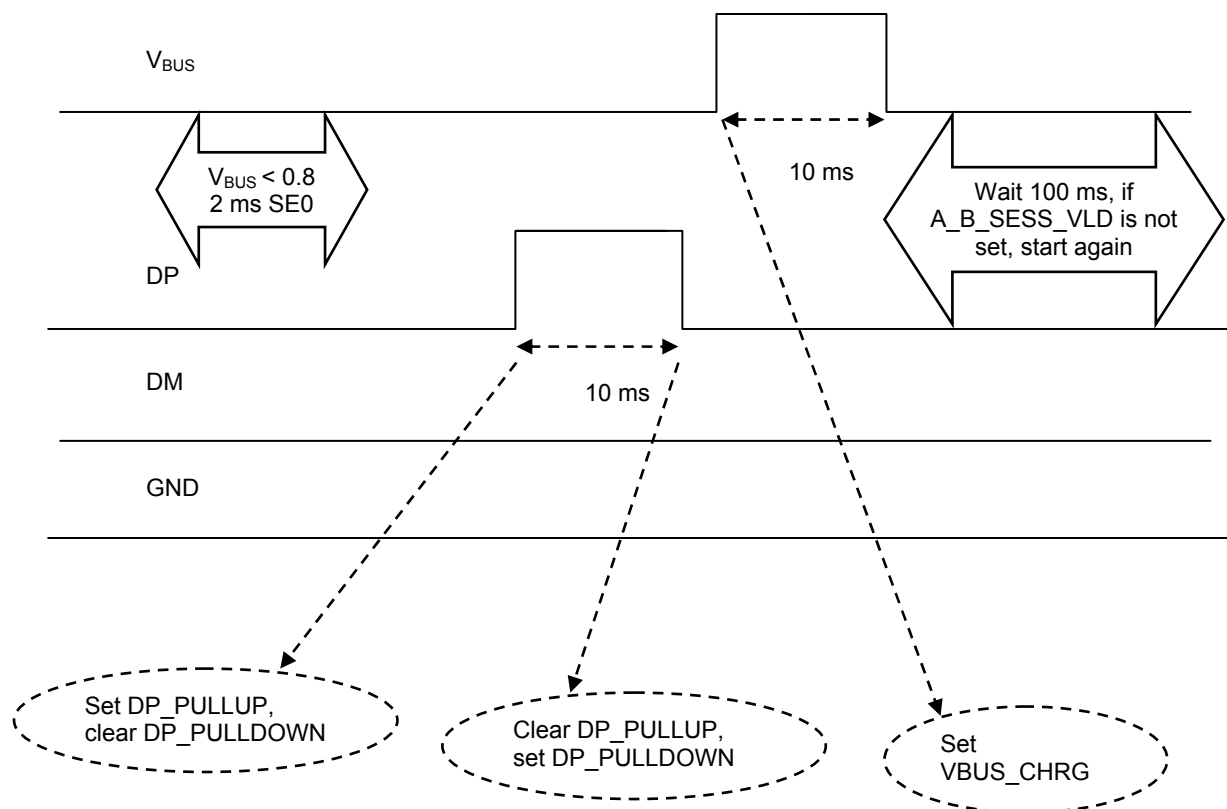 VBUS
10 ms
VBUS < 0.8
2 ms SE0
Wait 100 ms, if
A_B_SESS_VLD is not
set, start again
DP
DM
10 ms
GND
Set DP_PULLUP,
clear DP_PULLDOWN
Clear DP_PULLUP,
set DP_PULLDOWN
Set
VBUS_CHRG